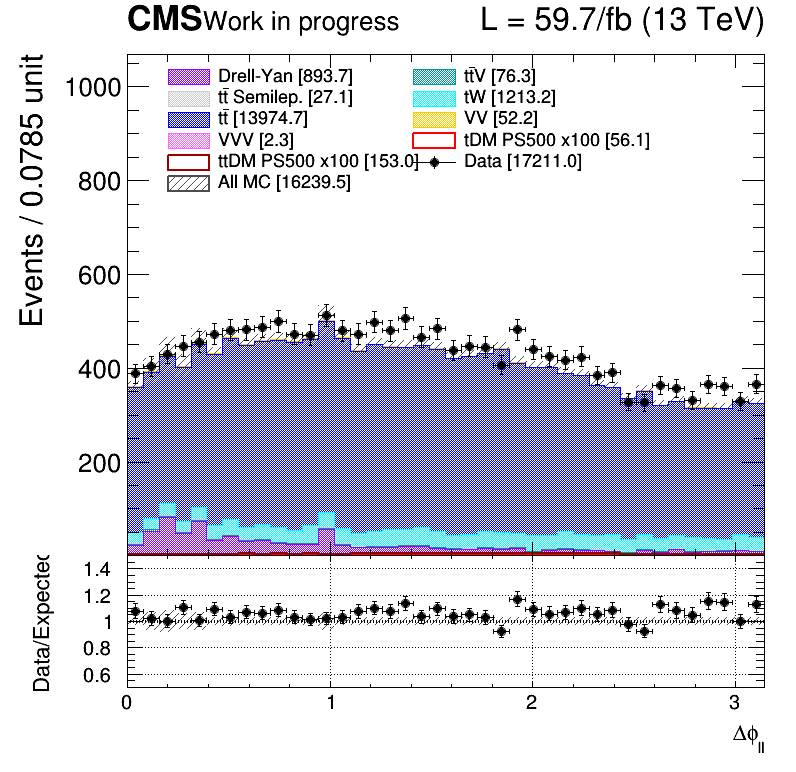 CMS Work in progress L = 59.7/fb (13 TeV)
Events / 0.0785 unit
1000
800
600
400
200
Drell-Yan [893.7]
tt̄V [76.3]
tt̄ Semilep. [27.1]
tW [1213.2]
tt̄ [13974.7]
VV [52.2]
VVV [2.3]
tDM PS500 x100 [56.1]
ttDM PS500 x100 [153.0]
Data [17211.0]
All MC [16239.5]
Data/Expected
1.4
1.2
1
0.8
0.6
0 1 2 3
Δϕll